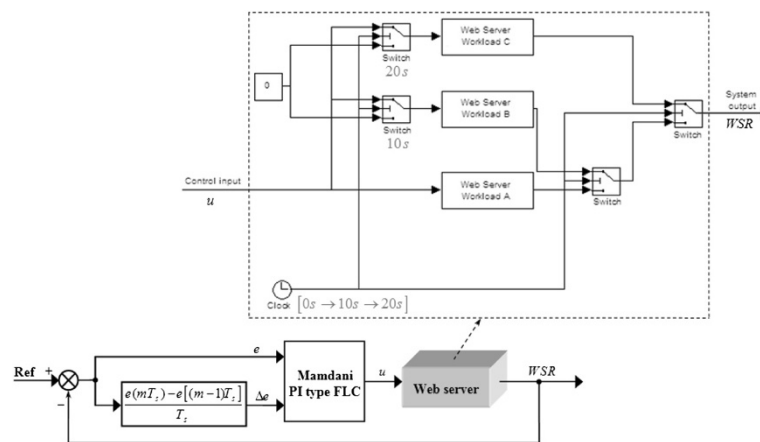 Web Server
Workload C
Switch
20s
0
System
output
WSR
Switch
Web Server
Workload B
Switch
10s
Control input
u
Web Server
Workload A
Switch
Clock [0s → 10s → 20s]
Ref
+
−
e
e(mTs) − e[(m−1)Ts]
Ts
Δe
Mamdani
PI type FLC
u
Web server
WSR